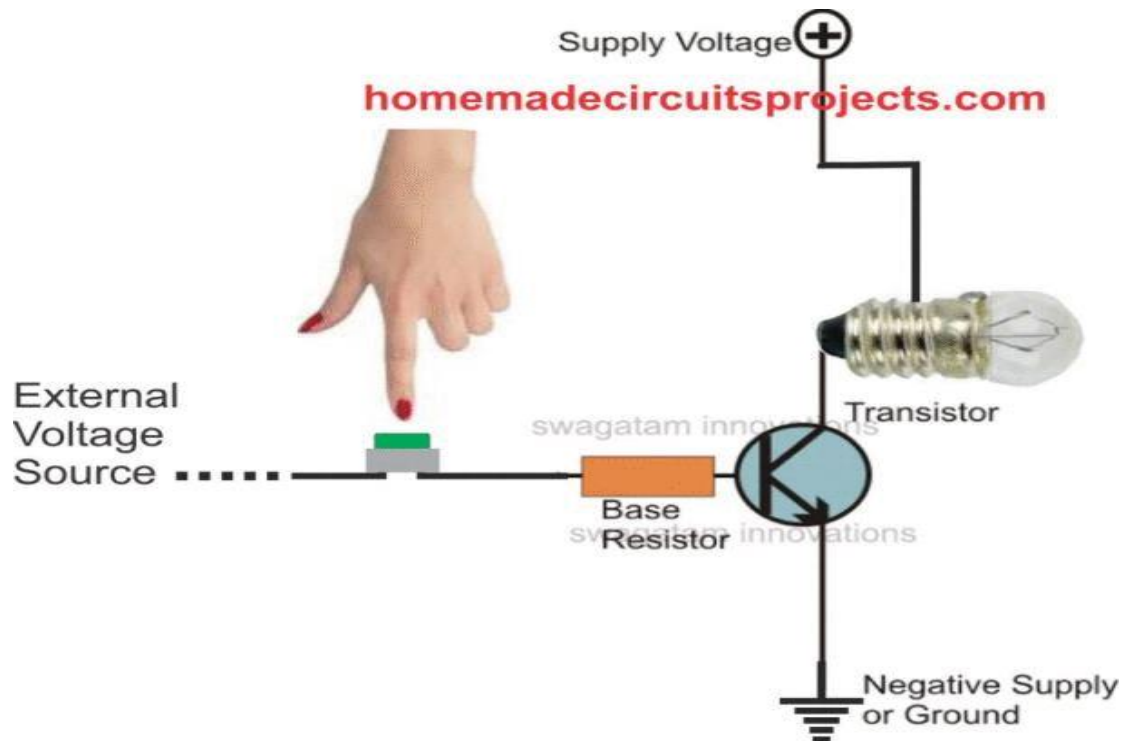 Supply Voltage
homemadecircuitsprojects.com
External
Voltage
Source
Transistor
swagatam innovations
Base
Resistor
swagatam innovations
Negative Supply
or Ground